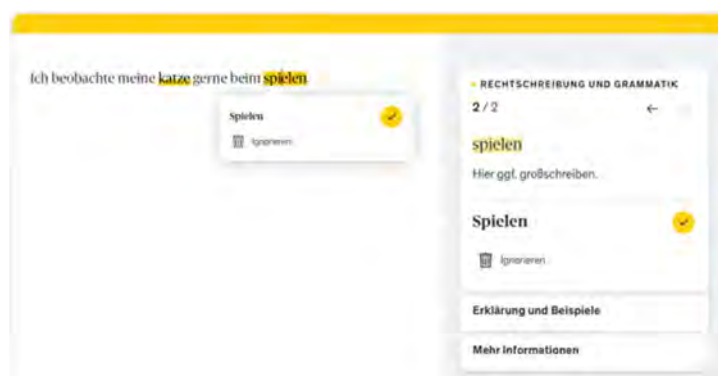 Ich beobachte meine katze gerne beim spielen
Spielen
Ignorieren
RECHTSCHREIBUNG UND GRAMMATIK
2 / 2 ←
spielen
Hier ggf. großschreiben.
Spielen
Ignorieren
Erklärung und Beispiele
Mehr Informationen